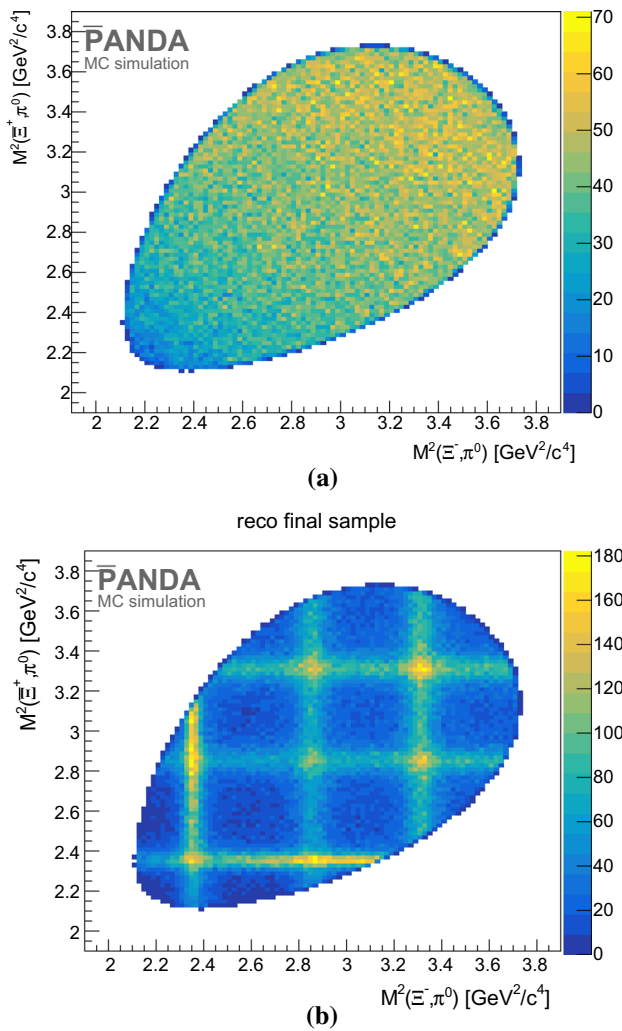 3.8
3.6
3.4
3.2
3
2.8
2.6
2.4
2.2
2
M²(Ξ̅⁺,π⁰) [GeV²/c⁴]
P̅ANDA
MC simulation
70
60
50
40
30
20
10
0
2 2.2 2.4 2.6 2.8 3 3.2 3.4 3.6 3.8
M²(Ξ⁻,π⁰) [GeV²/c⁴]
(a)
reco final sample
3.8
3.6
3.4
3.2
3
2.8
2.6
2.4
2.2
2
M²(Ξ̅⁺,π⁰) [GeV²/c⁴]
P̅ANDA
MC simulation
180
160
140
120
100
80
60
40
20
0
2 2.2 2.4 2.6 2.8 3 3.2 3.4 3.6 3.8
M²(Ξ⁻,π⁰) [GeV²/c⁴]
(b)